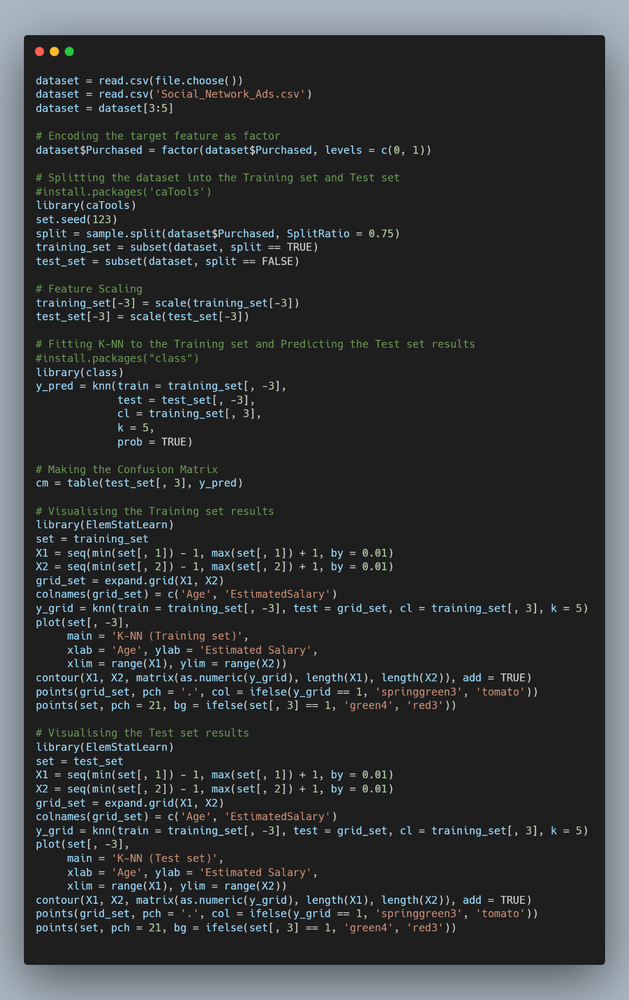 dataset = read.csv(file.choose())
dataset = read.csv('Social_Network_Ads.csv')
dataset = dataset[3:5]

# Encoding the target feature as factor
dataset$Purchased = factor(dataset$Purchased, levels = c(0, 1))

# Splitting the dataset into the Training set and Test set
#install.packages('caTools')
library(caTools)
set.seed(123)
split = sample.split(dataset$Purchased, SplitRatio = 0.75)
training_set = subset(dataset, split == TRUE)
test_set = subset(dataset, split == FALSE)

# Feature Scaling
training_set[-3] = scale(training_set[-3])
test_set[-3] = scale(test_set[-3])

# Fitting K-NN to the Training set and Predicting the Test set results
#install.packages("class")
library(class)
y_pred = knn(train = training_set[, -3],
             test = test_set[, -3],
             cl = training_set[, 3],
             k = 5,
             prob = TRUE)

# Making the Confusion Matrix
cm = table(test_set[, 3], y_pred)

# Visualising the Training set results
library(ElemStatLearn)
set = training_set
X1 = seq(min(set[, 1]) - 1, max(set[, 1]) + 1, by = 0.01)
X2 = seq(min(set[, 2]) - 1, max(set[, 2]) + 1, by = 0.01)
grid_set = expand.grid(X1, X2)
colnames(grid_set) = c('Age', 'EstimatedSalary')
y_grid = knn(train = training_set[, -3], test = grid_set, cl = training_set[, 3], k = 5)
plot(set[, -3],
     main = 'K-NN (Training set)',
     xlab = 'Age', ylab = 'Estimated Salary',
     xlim = range(X1), ylim = range(X2))
contour(X1, X2, matrix(as.numeric(y_grid), length(X1), length(X2)), add = TRUE)
points(grid_set, pch = '.', col = ifelse(y_grid == 1, 'springgreen3', 'tomato'))
points(set, pch = 21, bg = ifelse(set[, 3] == 1, 'green4', 'red3'))

# Visualising the Test set results
library(ElemStatLearn)
set = test_set
X1 = seq(min(set[, 1]) - 1, max(set[, 1]) + 1, by = 0.01)
X2 = seq(min(set[, 2]) - 1, max(set[, 2]) + 1, by = 0.01)
grid_set = expand.grid(X1, X2)
colnames(grid_set) = c('Age', 'EstimatedSalary')
y_grid = knn(train = training_set[, -3], test = grid_set, cl = training_set[, 3], k = 5)
plot(set[, -3],
     main = 'K-NN (Test set)',
     xlab = 'Age', ylab = 'Estimated Salary',
     xlim = range(X1), ylim = range(X2))
contour(X1, X2, matrix(as.numeric(y_grid), length(X1), length(X2)), add = TRUE)
points(grid_set, pch = '.', col = ifelse(y_grid == 1, 'springgreen3', 'tomato'))
points(set, pch = 21, bg = ifelse(set[, 3] == 1, 'green4', 'red3'))